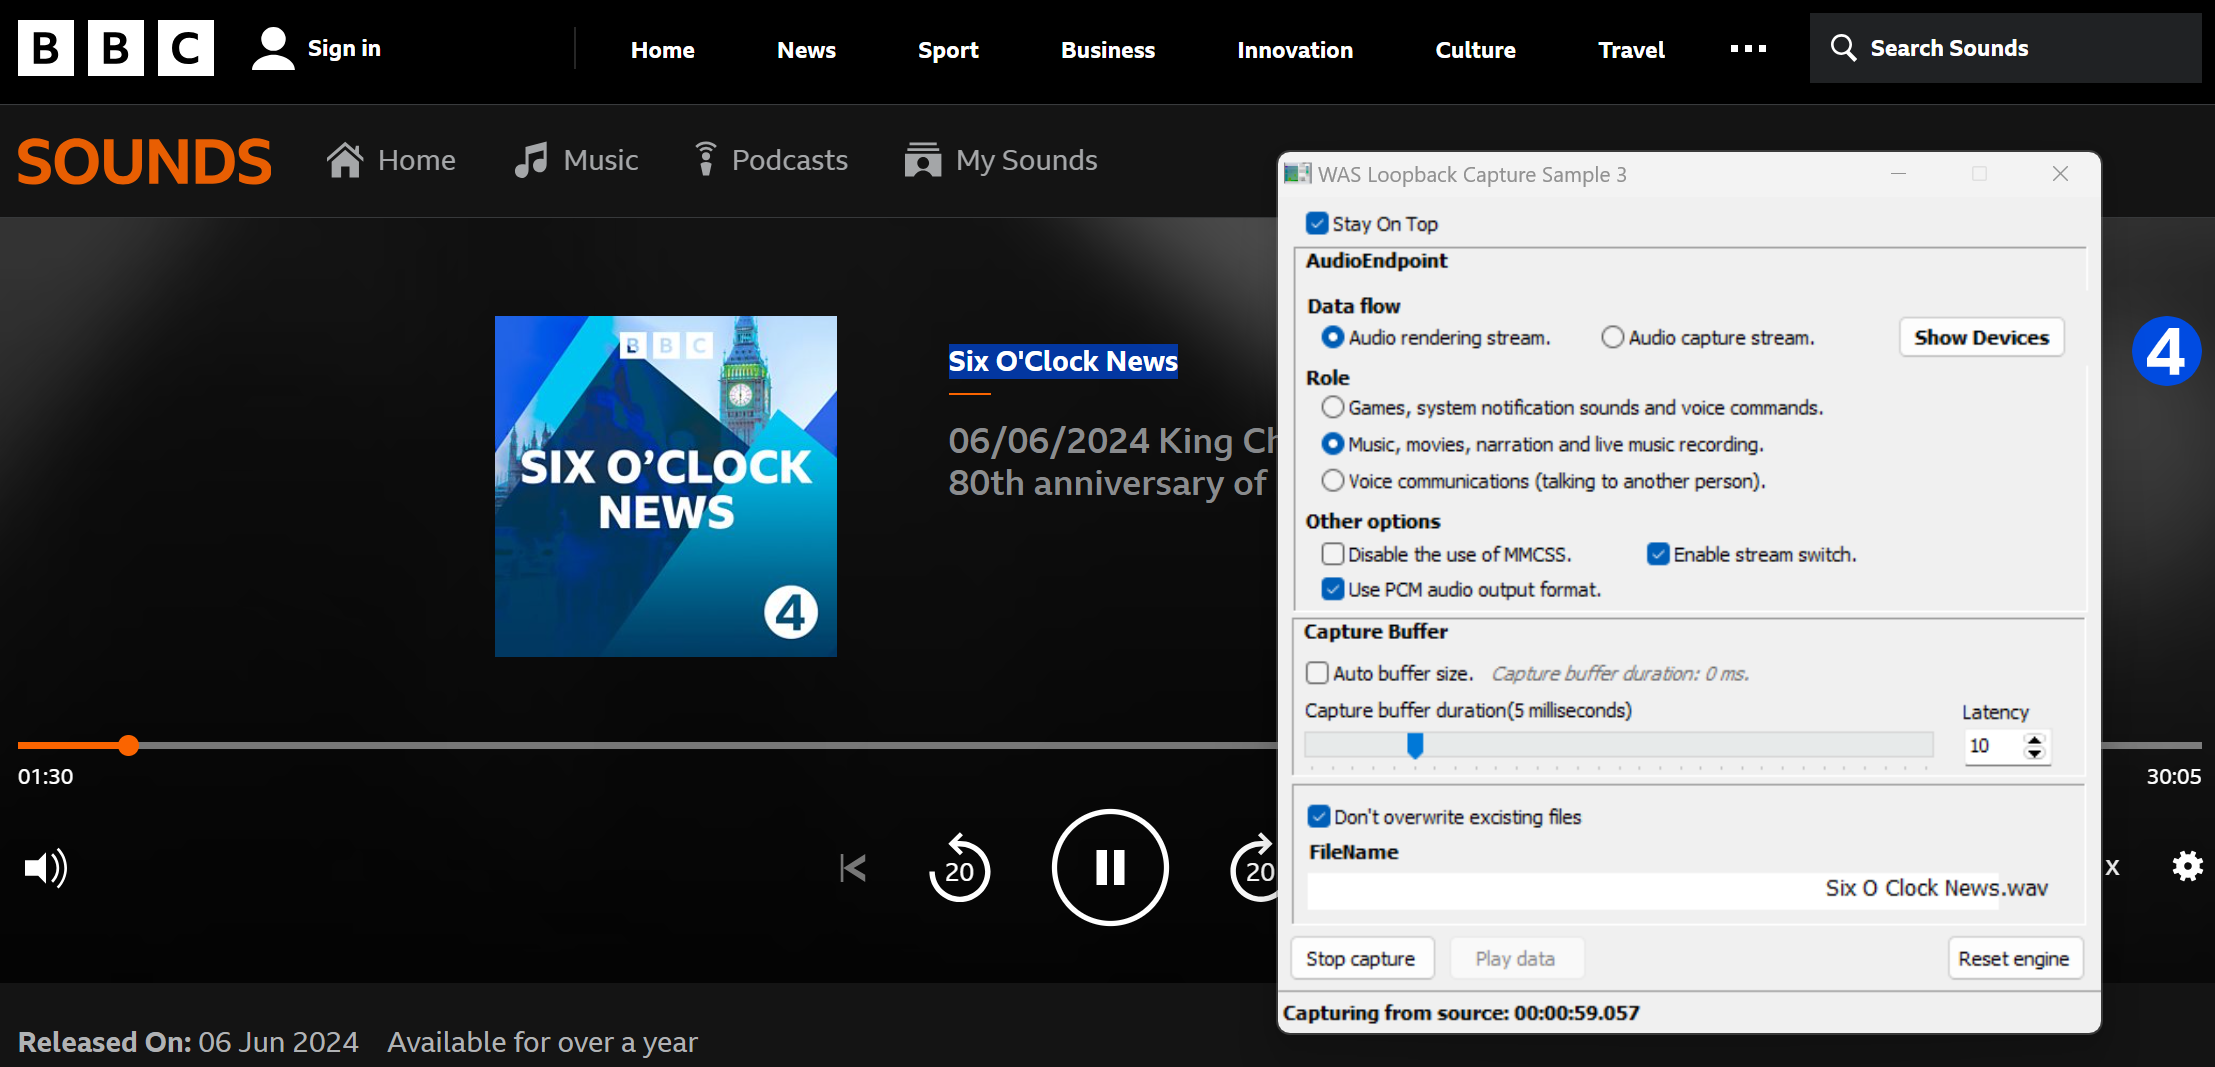 BBC Sign in Home News Sport Business Innovation Culture Travel Search Sounds
SOUNDS Home Music Podcasts My Sounds
BBC
SIX O'CLOCK
NEWS
4
Six O'Clock News
06/06/2024 King Ch
80th anniversary of
4
01:30
30:05
20
20
x
Released On: 06 Jun 2024 Available for over a year
WAS Loopback Capture Sample 3
Stay On Top
AudioEndpoint
Data flow
Audio rendering stream. Audio capture stream. Show Devices
Role
Games, system notification sounds and voice commands.
Music, movies, narration and live music recording.
Voice communications (talking to another person).
Other options
Disable the use of MMCSS. Enable stream switch.
Use PCM audio output format.
Capture Buffer
Auto buffer size. Capture buffer duration: 0 ms.
Capture buffer duration(5 milliseconds) Latency
10
Don't overwrite excisting files
FileName
Six O Clock News.wav
Stop capture Play data Reset engine
Capturing from source: 00:00:59.057